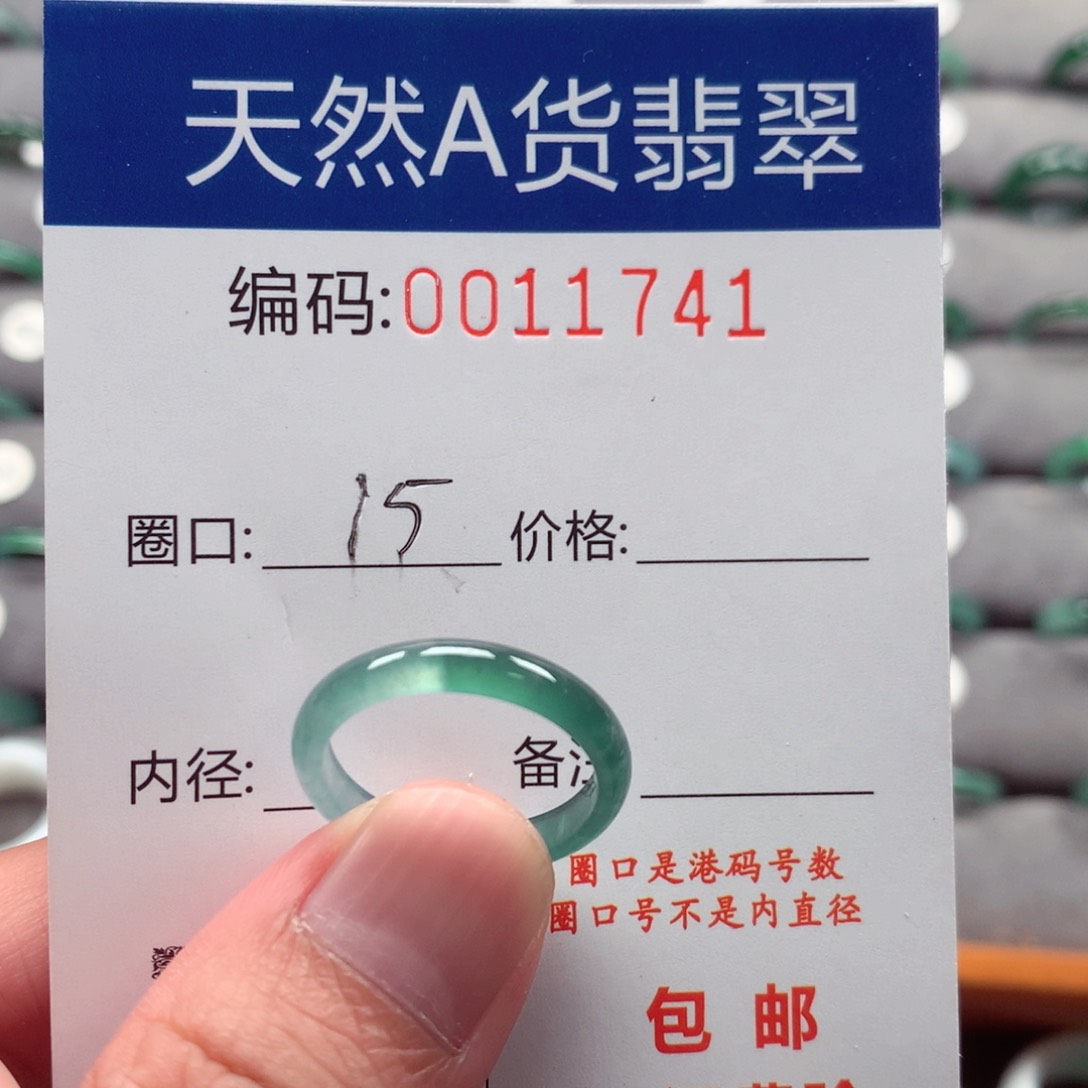 天然A货翡翠
编码:0011741
圈口: 15 价格:
内径: 备
圈口是港码号数
圈口号不是内直径
包邮